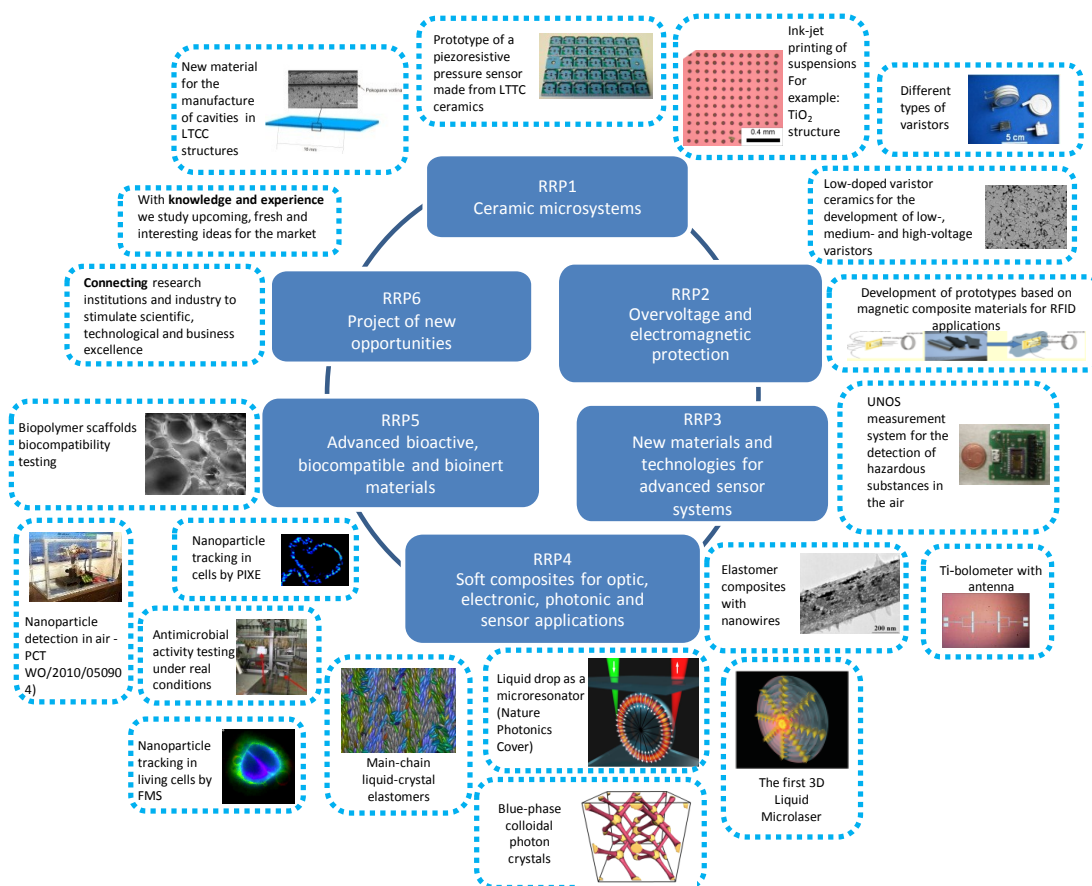 New material
for the
manufacture
of cavities in
LTCC
structures
Prototype of a
piezoresistive
pressure sensor
made from LTTC
ceramics
Ink-jet
printing of
suspensions
For
example:
TiO2
structure
0.4 mm
Different
types of
varistors
5 cm
With knowledge and experience
we study upcoming, fresh and
interesting ideas for the market
RRP1
Ceramic microsystems
Low-doped varistor
ceramics for the
development of low-,
medium- and high-voltage
varistors
Connecting research
institutions and industry to
stimulate scientific,
technological and business
excellence
RRP6
Project of new
opportunities
RRP2
Overvoltage and
electromagnetic
protection
Development of prototypes based on
magnetic composite materials for RFID
applications
Biopolymer scaffolds
biocompatibility
testing
RRP5
Advanced bioactive,
biocompatible and bioinert
materials
RRP3
New materials and
technologies for
advanced sensor
systems
UNOS
measurement
system for the
detection of
hazardous
substances in
the air
Nanoparticle
tracking in
cells by PIXE
RRP4
Soft composites for optic,
electronic, photonic and
sensor applications
Elastomer
composites
with
nanowires
200 nm
Ti-bolometer with
antenna
Nanoparticle
detection in air -
PCT
WO/2010/05090
4)
Antimicrobial
activity testing
under real
conditions
Nanoparticle
tracking in
living cells by
FMS
Main-chain
liquid-crystal
elastomers
Liquid drop as a
microresonator
(Nature
Photonics
Cover)
The first 3D
Liquid
Microlaser
Blue-phase
colloidal
photon
crystals